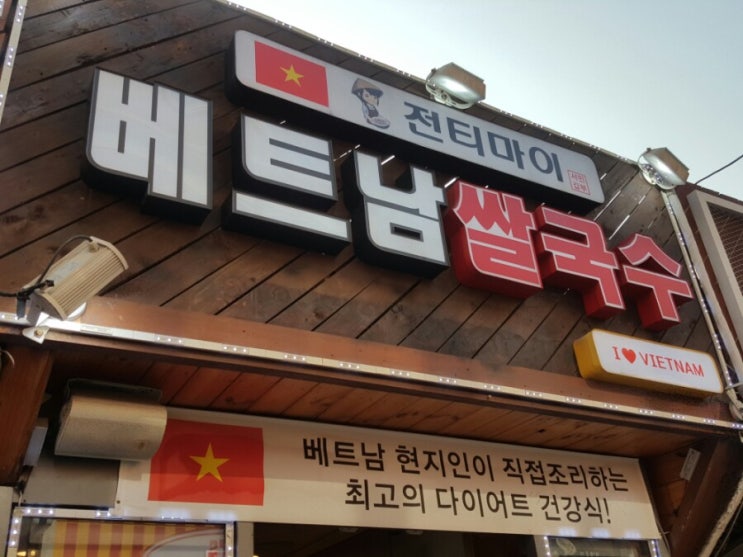 전티마이
베트남쌀국수
I ♥ VIETNAM
베트남 현지인이 직접조리하는
최고의 다이어트 건강식!